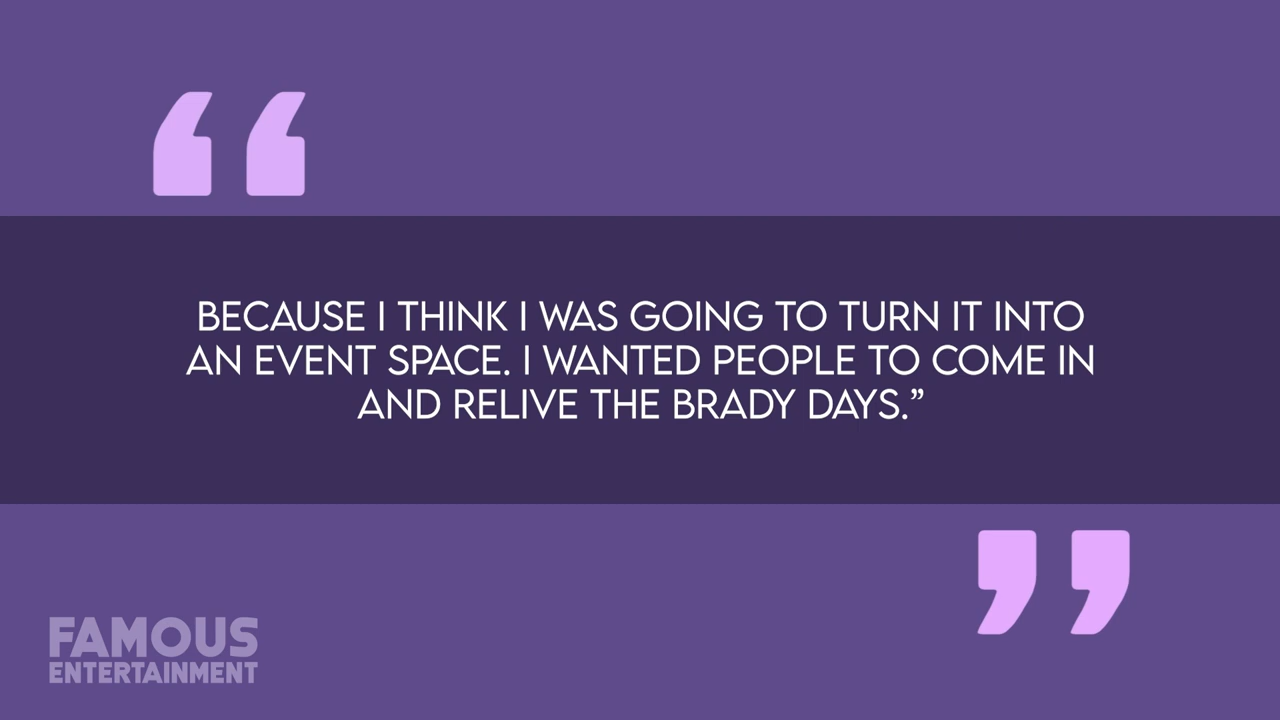 BECAUSE I THINK I WAS GOING TO TURN IT INTO
AN EVENT SPACE. I WANTED PEOPLE TO COME IN
AND RELIVE THE BRADY DAYS.”
FAMOUS
ENTERTAINMENT